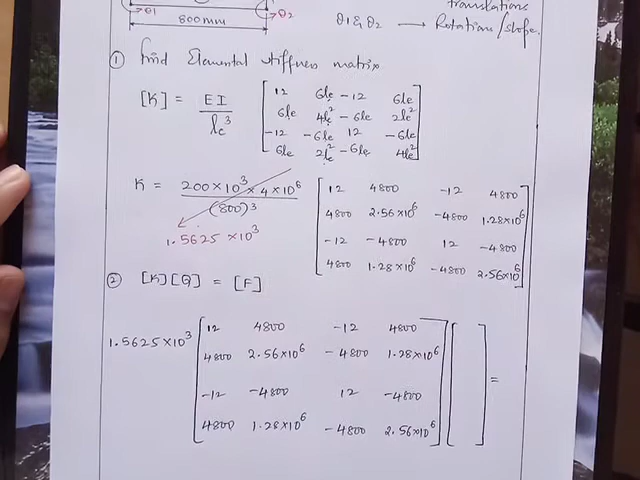 translations
θ1 θ2
800mm θ1 & θ2 → Rotation/slope.
① find Elemental stiffness matrix
[K] = EI / le³ [12 6le -12 6le
6le 4le² -6le 2le²
-12 -6le 12 -6le
6le 2le² -6le 4le²]
K = 200×10³ × 4×10⁶ / (800)³ [12 4800 -12 4800
4800 2.56×10⁶ -4800 1.28×10⁶
1.5625 ×10³
-12 -4800 12 -4800
4800 1.28×10⁶ -4800 2.56×10⁶]
② [K][Q] = [F]
1.5625×10³ [12 4800 -12 4800
4800 2.56×10⁶ -4800 1.28×10⁶
-12 -4800 12 -4800
4800 1.28×10⁶ -4800 2.56×10⁶] [ ] =